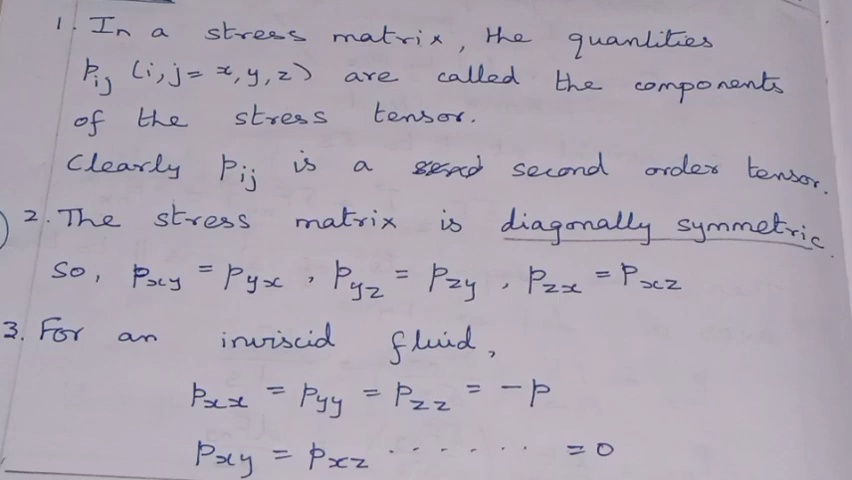 1. In a stress matrix, the quantities
Pij (i,j = x,y,z) are called the components
of the stress tensor.
Clearly Pij is a second order tensor.
2. The stress matrix is diagonally symmetric.
So, Pxy = Pyx, Pyz = Pzy, Pzx = Pxz
3. For an inviscid fluid,
Pxx = Pyy = Pzz = -P
Pxy = Pxz ....... = 0